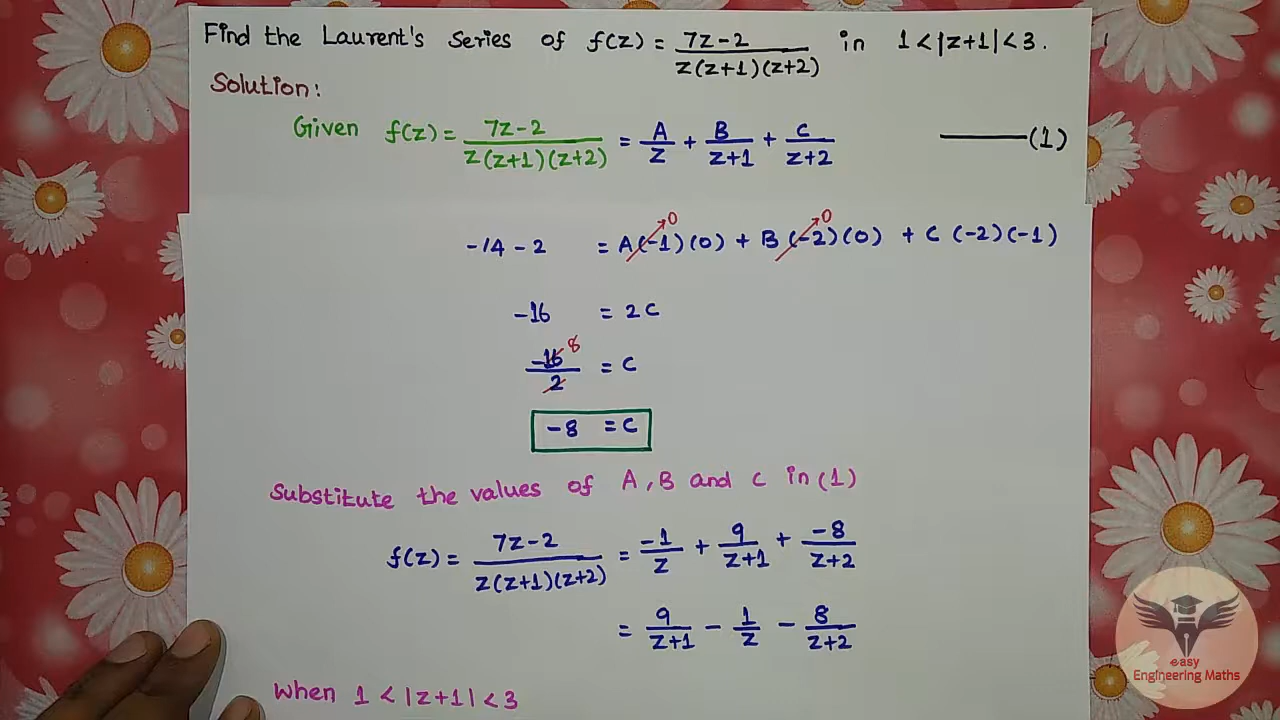 Find the Laurent's Series of f(z) = 7z-2 / z(z+1)(z+2) in 1 < |z+1| < 3.
Solution:
Given f(z) = 7z-2 / z(z+1)(z+2) = A/z + B/z+1 + C/z+2 ———(1)
-14 - 2 = A(-1)(0) 0 + B(-2)(0) 0 + C(-2)(-1)
-16 = 2C
-16/2 8 = C
-8 = C
Substitute the values of A, B and C in (1)
f(z) = 7z-2 / z(z+1)(z+2) = -1/z + 9/z+1 + -8/z+2
= 9/z+1 - 1/z - 8/z+2
When 1 < |z+1| < 3
easy
Engineering Maths